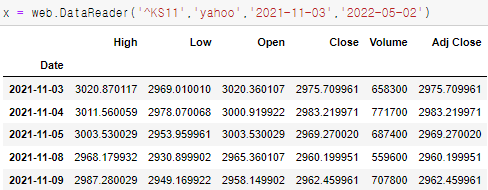 x = web.DataReader('^KS11','yahoo','2021-11-03','2022-05-02')
High Low Open Close Volume Adj Close
Date
2021-11-03 3020.870117 2969.010010 3020.360107 2975.709961 658300 2975.709961
2021-11-04 3011.560059 2978.070068 3000.919922 2983.219971 771700 2983.219971
2021-11-05 3003.530029 2953.959961 3003.530029 2969.270020 687400 2969.270020
2021-11-08 2968.179932 2930.899902 2965.360107 2960.199951 559600 2960.199951
2021-11-09 2987.280029 2949.169922 2958.149902 2962.459961 707800 2962.459961